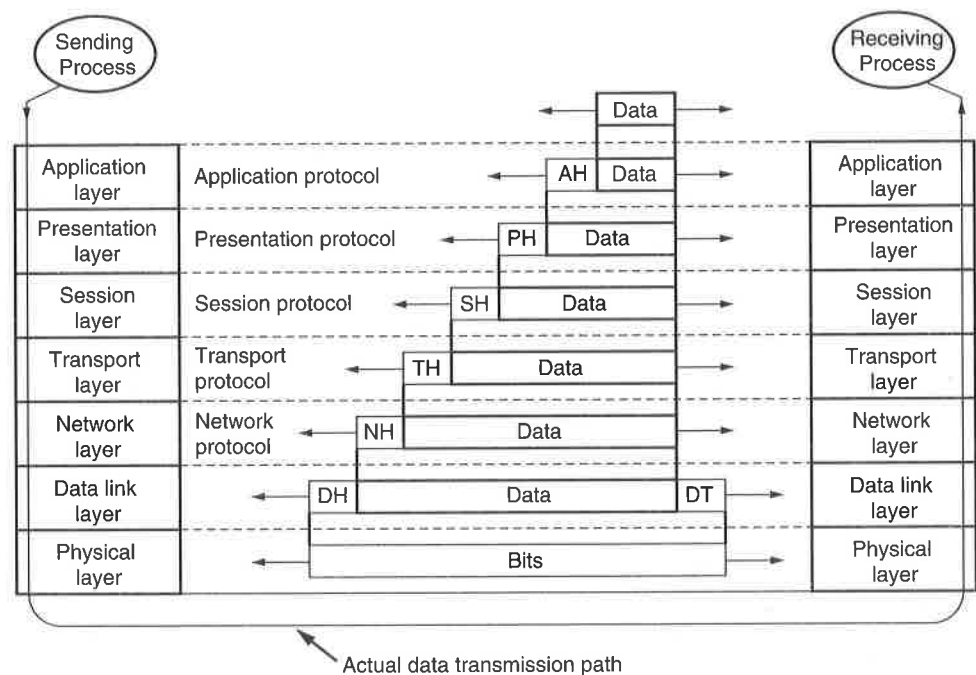 Sending
Process
Receiving
Process
Data
Application
layer
Application protocol
AH
Data
Application
layer
Presentation
layer
Presentation protocol
PH
Data
Presentation
layer
Session
layer
Session protocol
SH
Data
Session
layer
Transport
layer
Transport
protocol
TH
Data
Transport
layer
Network
layer
Network
protocol
NH
Data
Network
layer
Data link
layer
DH
Data
DT
Data link
layer
Physical
layer
Bits
Physical
layer
Actual data transmission path